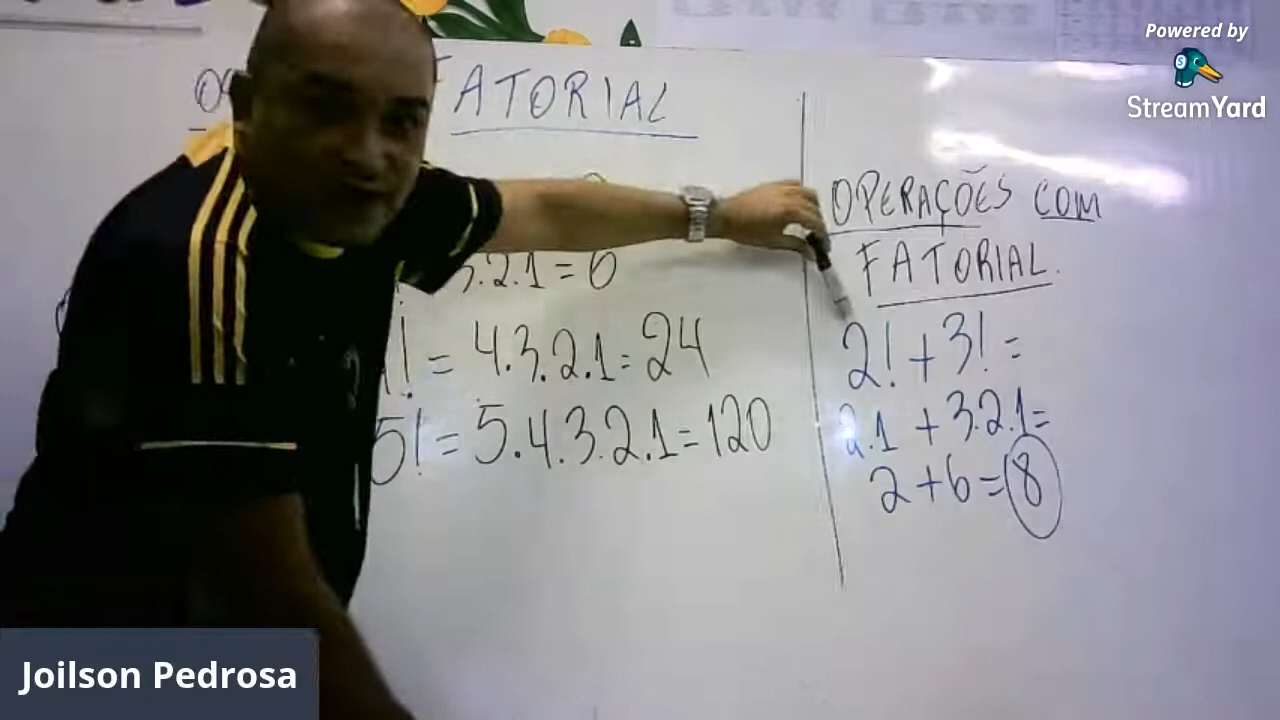 FATORIAL
3.2.1 = 6
! = 4.3.2.1 = 24
5! = 5.4.3.2.1 = 120
OPERAÇÕES COM
FATORIAL.
2! + 3! =
2.1 + 3.2.1 =
2 + 6 = 8
Powered by
StreamYard
Joilson Pedrosa